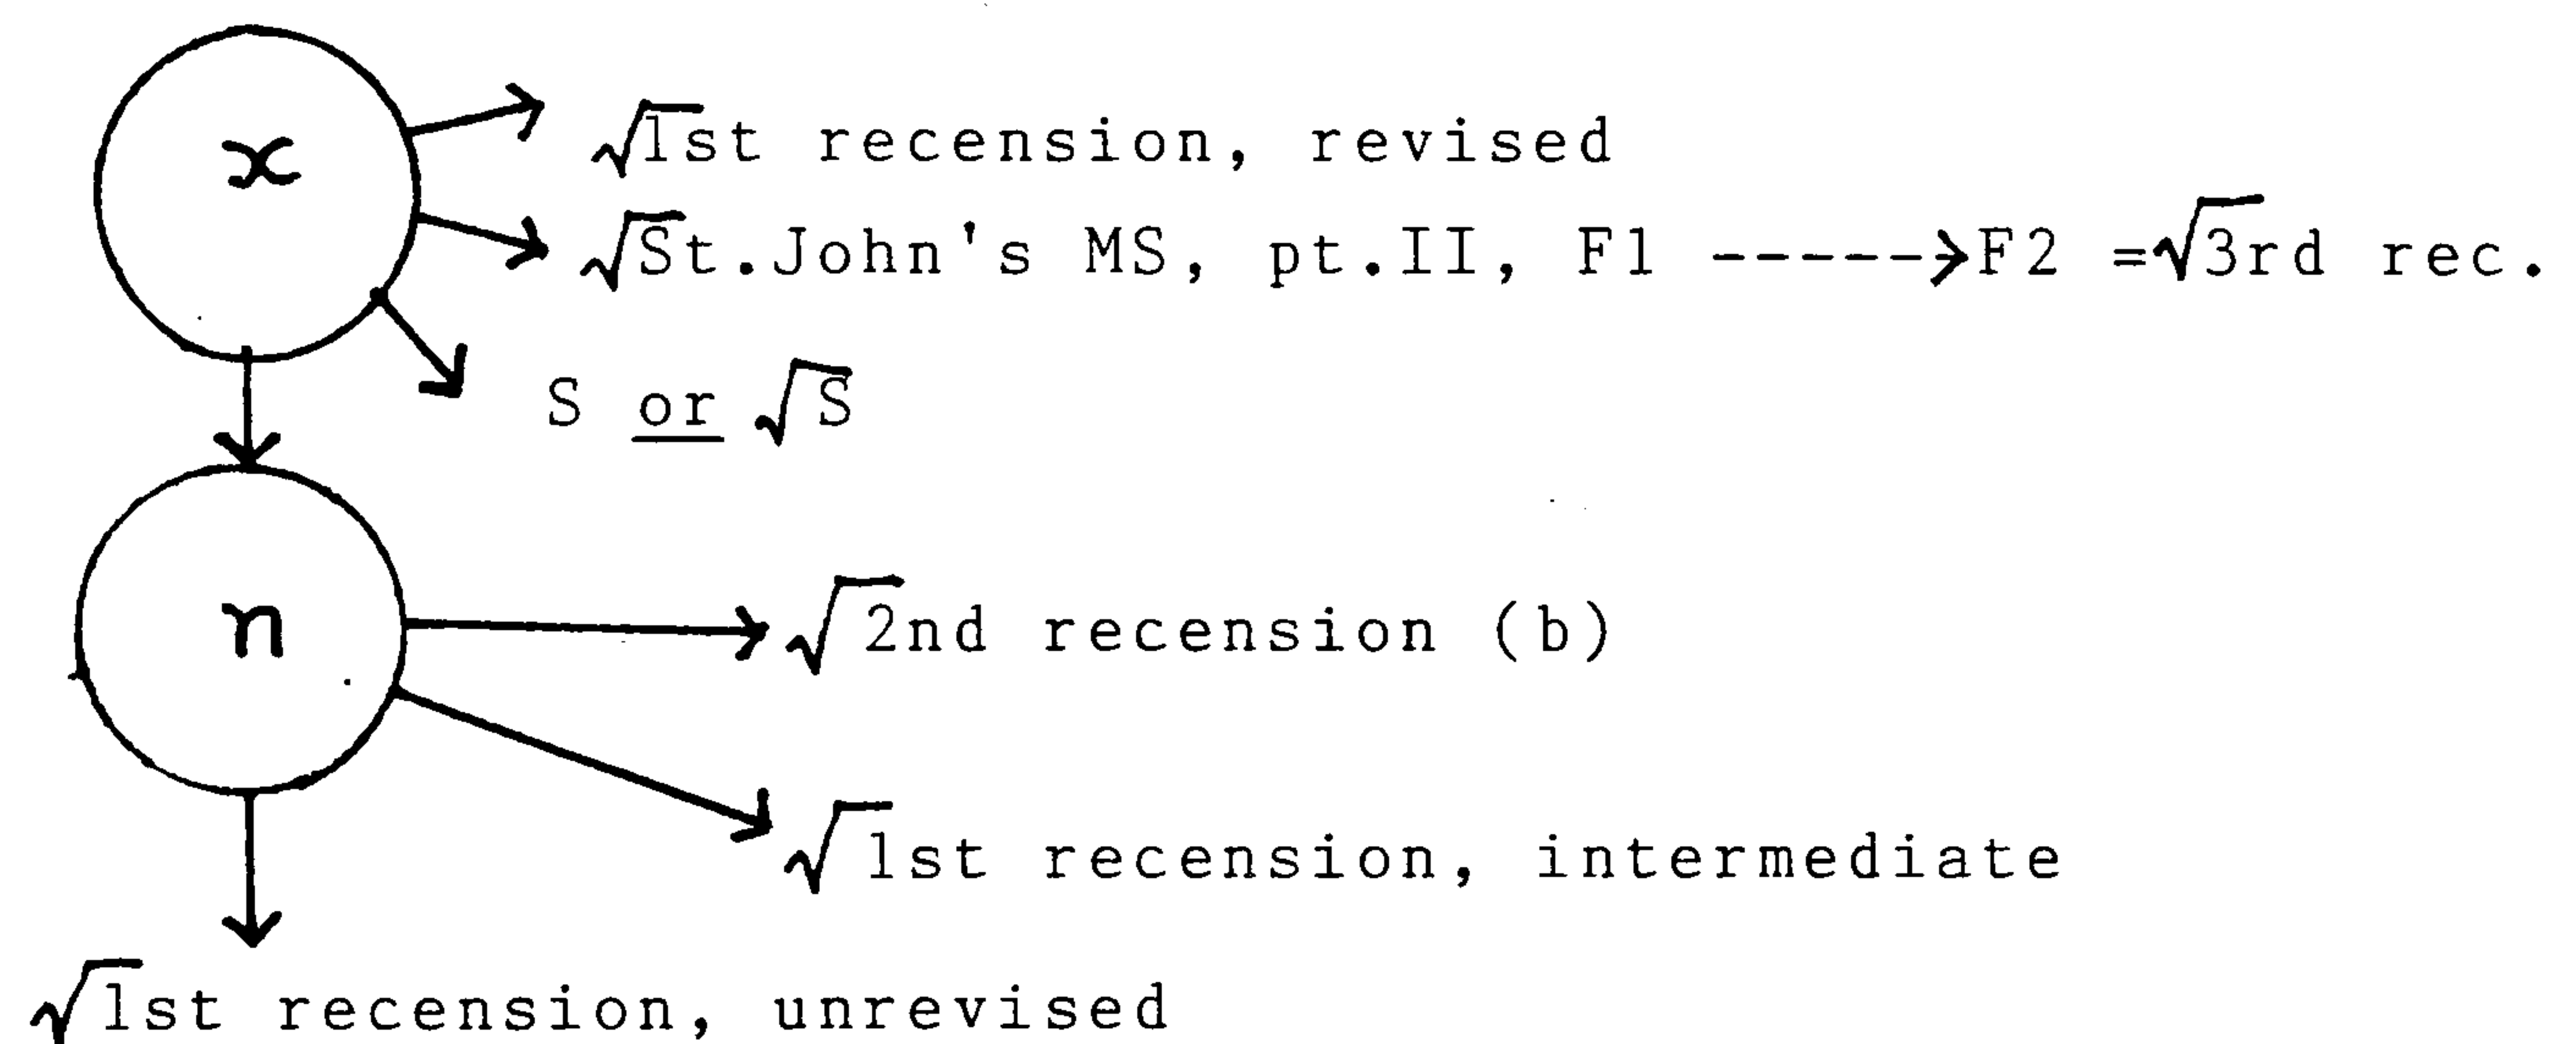 x
√1st recension, revised
√St.John's MS, pt.II, F1 ----->F2 =√3rd rec.
S or √S
n
√2nd recension (b)
√1st recension, intermediate
√1st recension, unrevised